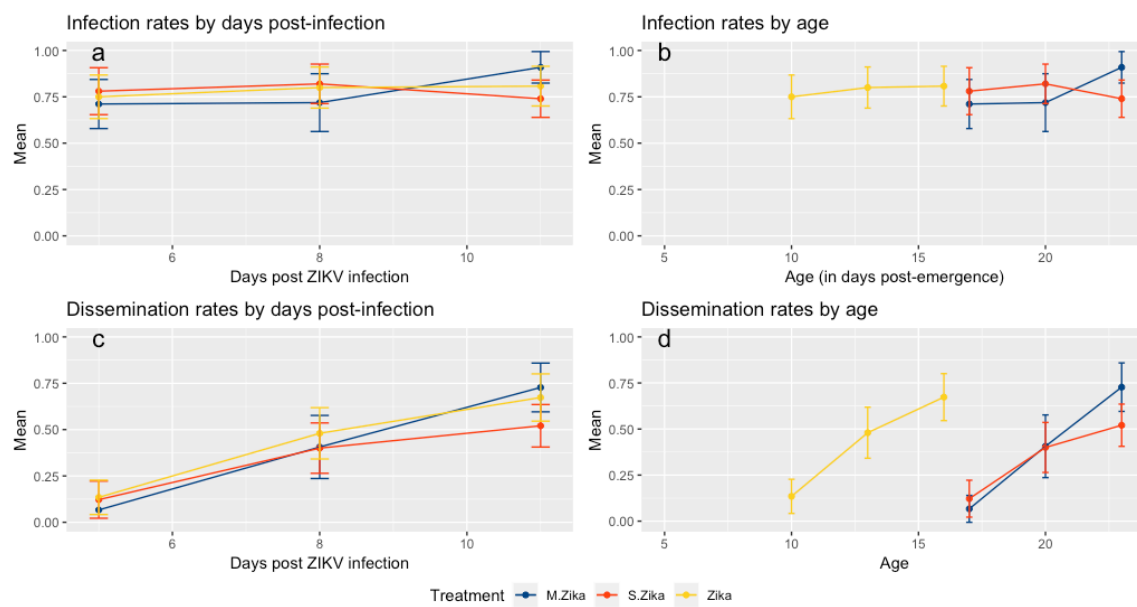 Infection rates by days post-infection
a
1.00
0.75
0.50
0.25
0.00
Mean
6 8 10
Days post ZIKV infection
Infection rates by age
b
1.00
0.75
0.50
0.25
0.00
Mean
5 10 15 20
Age (in days post-emergence)
Dissemination rates by days post-infection
c
1.00
0.75
0.50
0.25
0.00
Mean
6 8 10
Days post ZIKV infection
Dissemination rates by age
d
1.00
0.75
0.50
0.25
0.00
Mean
5 10 15 20
Age
Treatment M.Zika S.Zika Zika